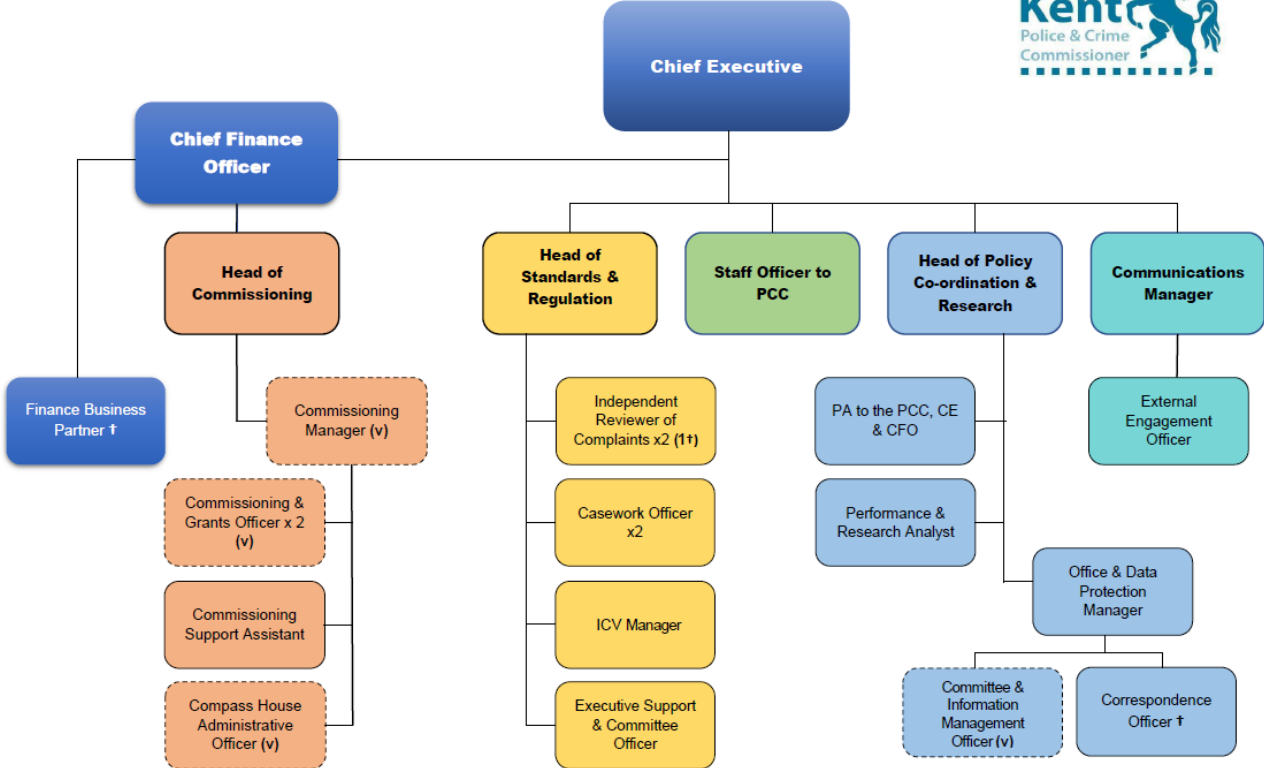 Kent
Police & Crime
Commissioner
Chief Executive
Chief Finance
Officer
Head of
Commissioning
Head of
Standards &
Regulation
Staff Officer to
PCC
Head of Policy
Co-ordination &
Research
Communications
Manager
Finance Business
Partner †
Commissioning
Manager (v)
Independent
Reviewer of
Complaints x2 (1†)
PA to the PCC, CE
& CFO
External
Engagement
Officer
Commissioning &
Grants Officer x 2
(v)
Casework Officer
x2
Performance &
Research Analyst
Commissioning
Support Assistant
ICV Manager
Office & Data
Protection
Manager
Compass House
Administrative
Officer (v)
Executive Support
& Committee
Officer
Committee &
Information
Management
Officer (v)
Correspondence
Officer †